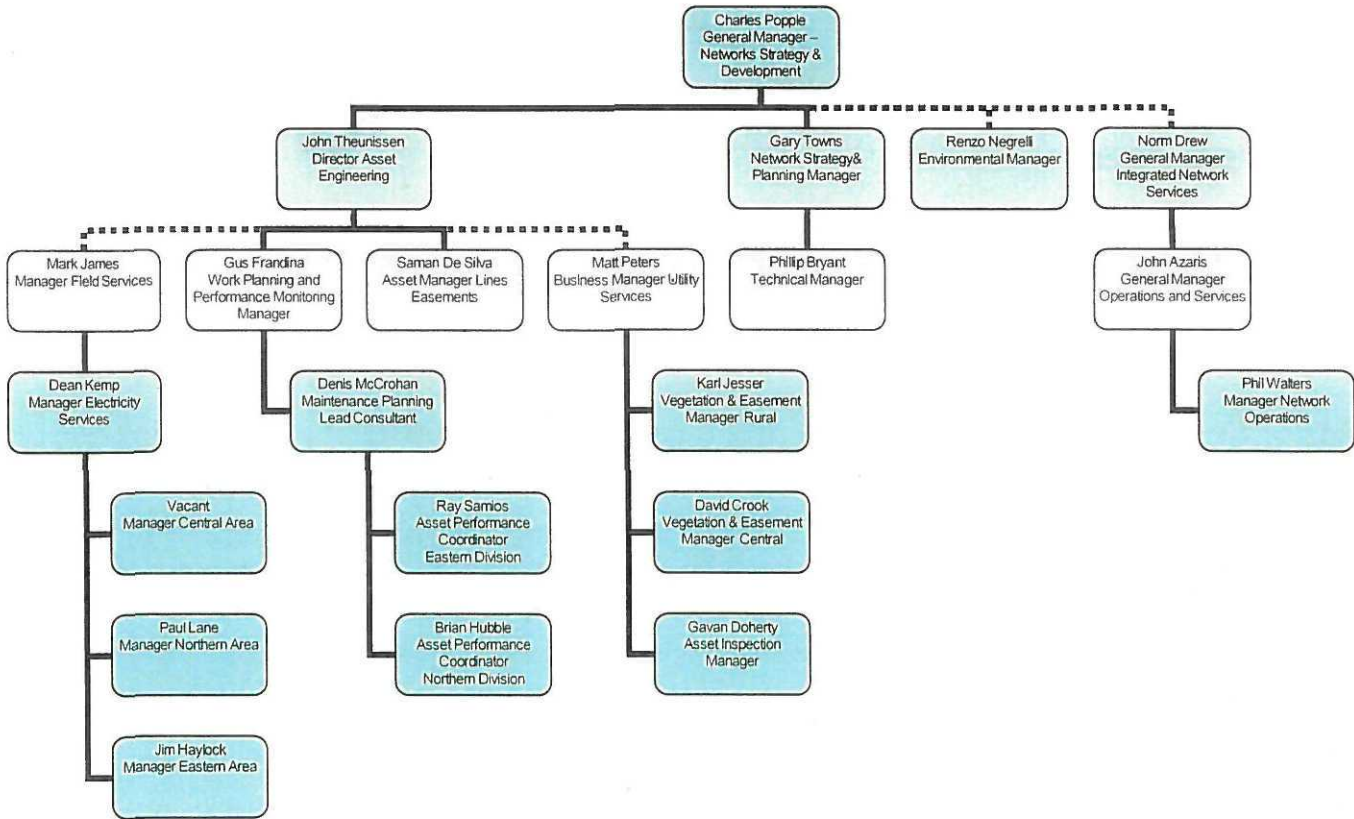 Charles Popple
General Manager –
Networks Strategy &
Development
John Theunissen
Director Asset
Engineering
Gary Towns
Network Strategy&
Planning Manager
Renzo Negrelli
Environmental Manager
Norm Drew
General Manager
Integrated Network
Services
Mark James
Manager Field Services
Gus Frandina
Work Planning and
Performance Monitoring
Manager
Saman De Silva
Asset Manager Lines
Easements
Matt Peters
Business Manager Utility
Services
Phillip Bryant
Technical Manager
John Azaris
General Manager
Operations and Services
Dean Kemp
Manager Electricity
Services
Denis McCrohan
Maintenance Planning
Lead Consultant
Karl Jesser
Vegetation & Easement
Manager Rural
Phil Walters
Manager Network
Operations
Vacant
Manager Central Area
Ray Samios
Asset Performance
Coordinator
Eastern Division
David Crook
Vegetation & Easement
Manager Central
Paul Lane
Manager Northern Area
Brian Hubble
Asset Performance
Coordinator
Northern Division
Gavan Doherty
Asset Inspection
Manager
Jim Haylock
Manager Eastern Area